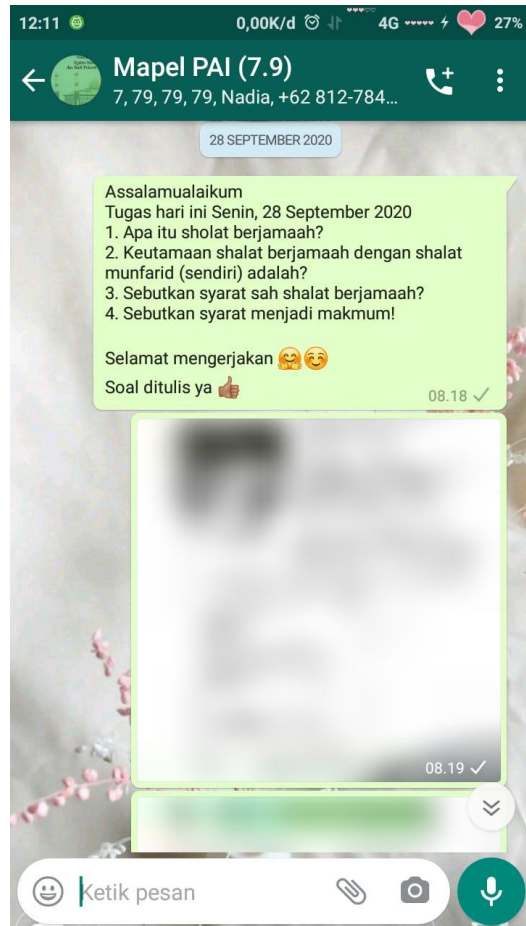 12:11 0,00K/d 4G 27%
Mapel PAI (7.9)
7, 79, 79, 79, Nadia, +62 812-784...
28 SEPTEMBER 2020
Assalamualaikum
Tugas hari ini Senin, 28 September 2020
1. Apa itu sholat berjamaah?
2. Keutamaan shalat berjamaah dengan shalat
munfarid (sendiri) adalah?
3. Sebutkan syarat sah shalat berjamaah?
4. Sebutkan syarat menjadi makmum!
Selamat mengerjakan 🤗☺️
Soal ditulis ya 👍🏽
08.18
08.19
Ketik pesan